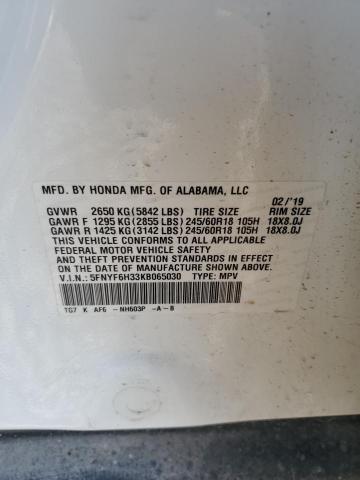 MFD. BY HONDA MFG. OF ALABAMA, LLC
02/'19
GVWR 2650 KG(5842 LBS) TIRE SIZE RIM SIZE
GAWR F 1295 KG(2855 LBS)245/60R18 105H 18X8.0J
GAWR R 1425 KG(3142 LBS)245/60R18 105H 18X8.0J
THIS VEHICLE CONFORMS TO ALL APPLICABLE
FEDERAL MOTOR VEHICLE SAFETY, BUMPER,
AND THEFT PREVENTION STANDARDS IN EFFECT
ON THE DATE OF MANUFACTURE SHOWN ABOVE.
V.I.N.: 5FNYF6H33KB065030 TYPE: MPV
TG7 K AF6 -NH603P -A-B